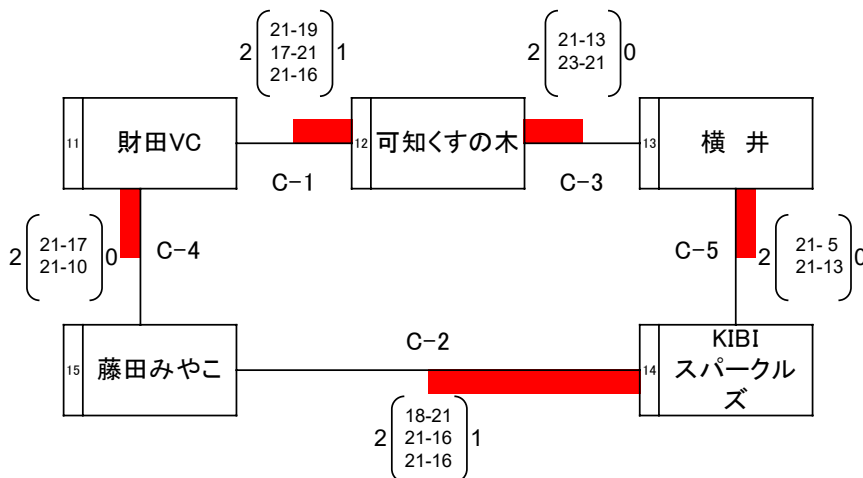 2 21-19 1
17-21
21-16
2 21-13 0
23-21
11 財田VC
12 可知くすの木
13 横 井
C-1
C-3
2 21-17 0
21-10
C-4
C-5
2 21- 5 0
21-13
15 藤田みやこ
C-2
14 KIBI
スパークル
ズ
2 18-21 1
21-16
21-16